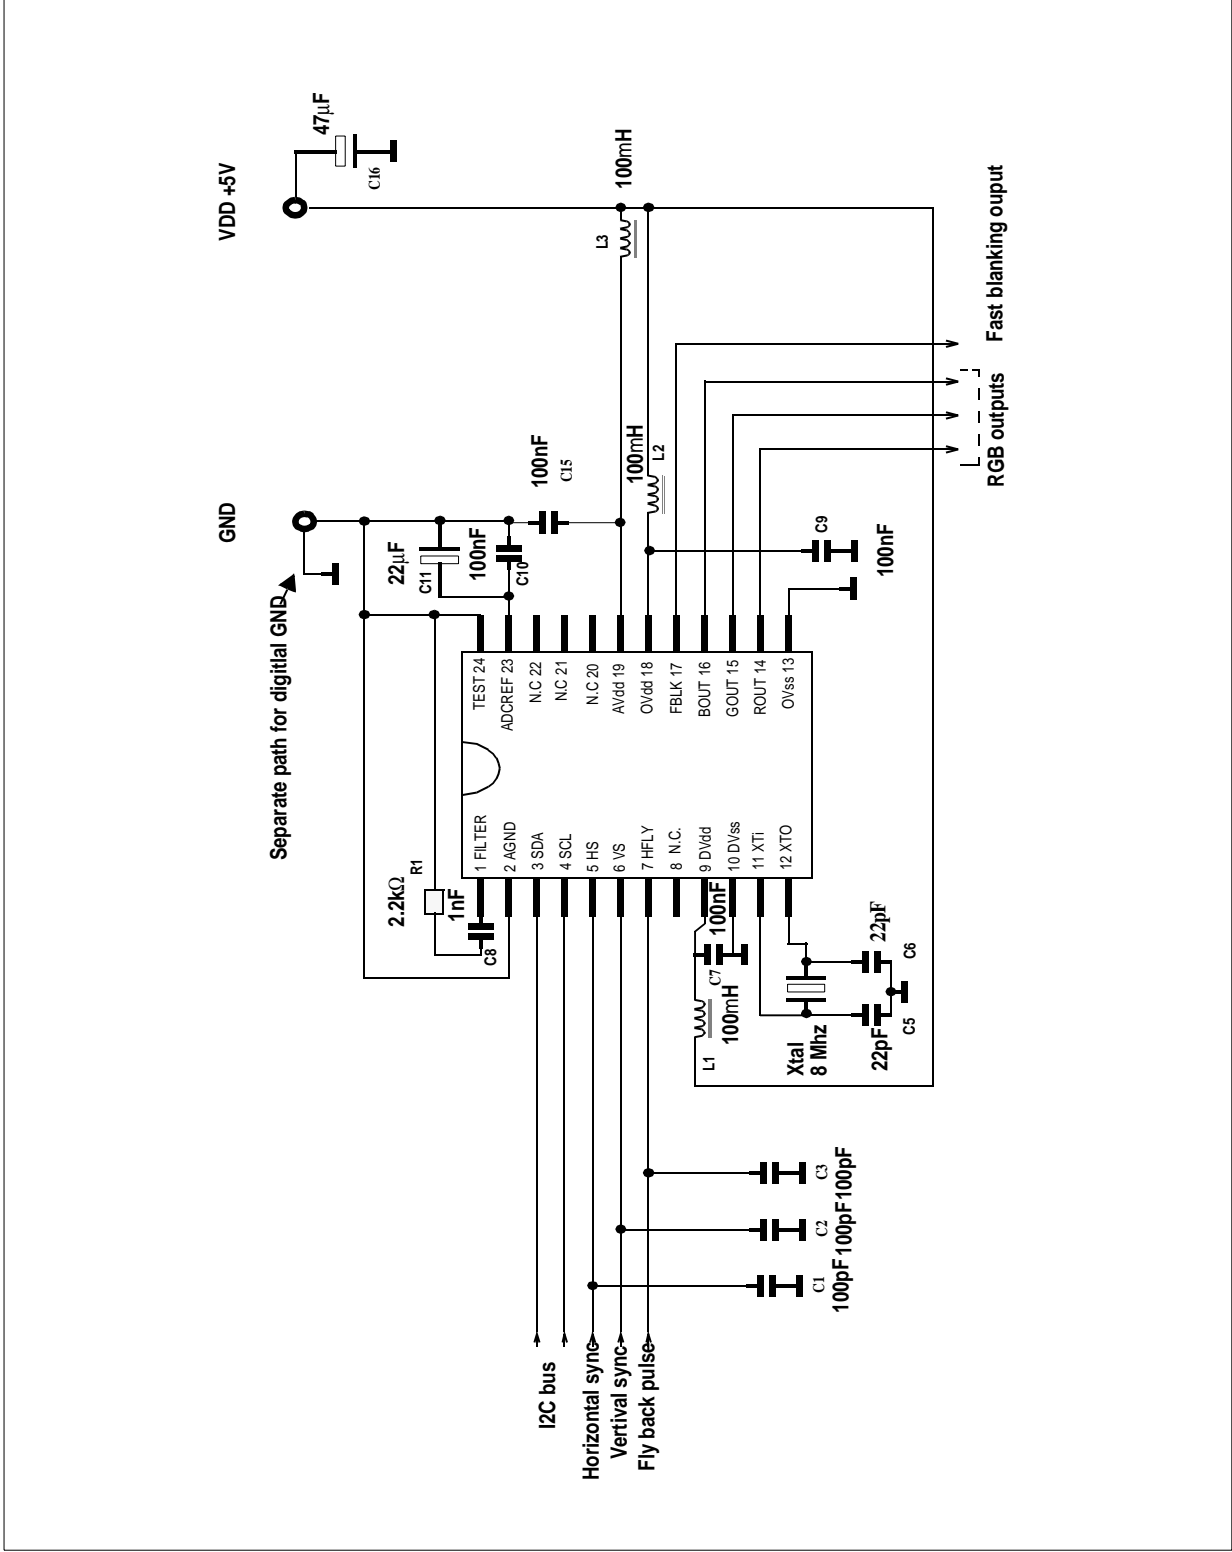 VDD +5V
47μF
C16
GND
Separate path for digitial GND
22μF
C11
100nF
C10
100nF
C15
L3
100mH
100mH
L2
C9
100nF
Fast blanking ouput
RGB outputs
TEST 24
ADCREF 23
N.C 22
N.C 21
N.C 20
AVdd 19
OVdd 18
FBLK 17
BOUT 16
GOUT 15
ROUT 14
OVss 13
1 FILTER
2 AGND
3 SDA
4 SCL
5 HS
6 VS
7 HFLY
8 N.C.
9 DVdd
10 DVss
11 XTi
12 XTO
R1
2.2kΩ
1nF
C8
100nF
C7
100mH
L1
Xtal
8 Mhz
22pF
C6
22pF
C5
I2C bus
Horizontal sync
Vertival sync
Fly back pulse
C1
100pF
C2
100pF
C3
100pF